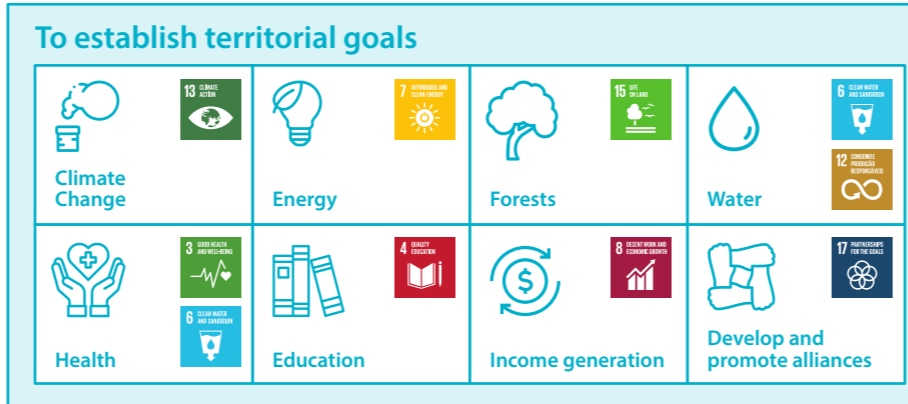 To establish territorial goals
13 CLIMATE
ACTION
Climate
Change
7 AFFORDABLE AND
CLEAN ENERGY
Energy
15 LIFE
ON LAND
Forests
6 CLEAN WATER
AND SANITATION
12 CONSUMO E
PRODUÇÃO
RESPONSÁVEIS
Water
3 GOOD HEALTH
AND WELL-BEING
6 CLEAN WATER
AND SANITATION
Health
4 QUALITY
EDUCATION
Education
8 DECENT WORK AND
ECONOMIC GROWTH
$
Income generation
17 PARTNERSHIPS
FOR THE GOALS
Develop and
promote alliances